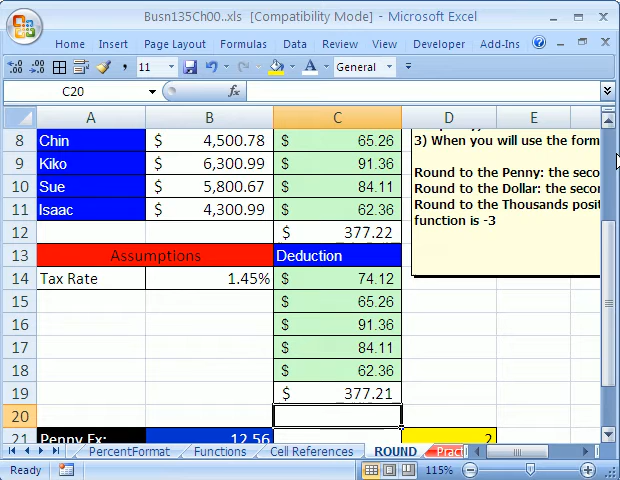 Busn135Ch00..xls [Compatibility Mode] - Microsoft Excel
Home Insert Page Layout Formulas Data Review View Developer Add-Ins
11 General
C20 fx
A B C D E
8 Chin $ 4,500.78 $ 65.26 3) When you will use the form
9 Kiko $ 6,300.99 $ 91.36
10 Sue $ 5,800.67 $ 84.11 Round to the Penny: the seco
Round to the Dollar: the secon
11 Isaac $ 4,300.99 $ 62.36 Round to the Thousands posit
function is -3
12 $ 377.22
13 Assumptions Deduction
14 Tax Rate 1.45% $ 74.12
15 $ 65.26
16 $ 91.36
17 $ 84.11
18 $ 62.36
19 $ 377.21
20
21 Penny Ex: 12.56 2
PercentFormat Functions Cell References ROUND Pract
Ready 115%